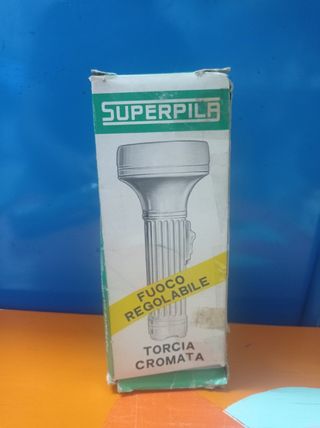 SUPERPILA
FUOCO
REGOLABILE
TORCIA
CROMATA